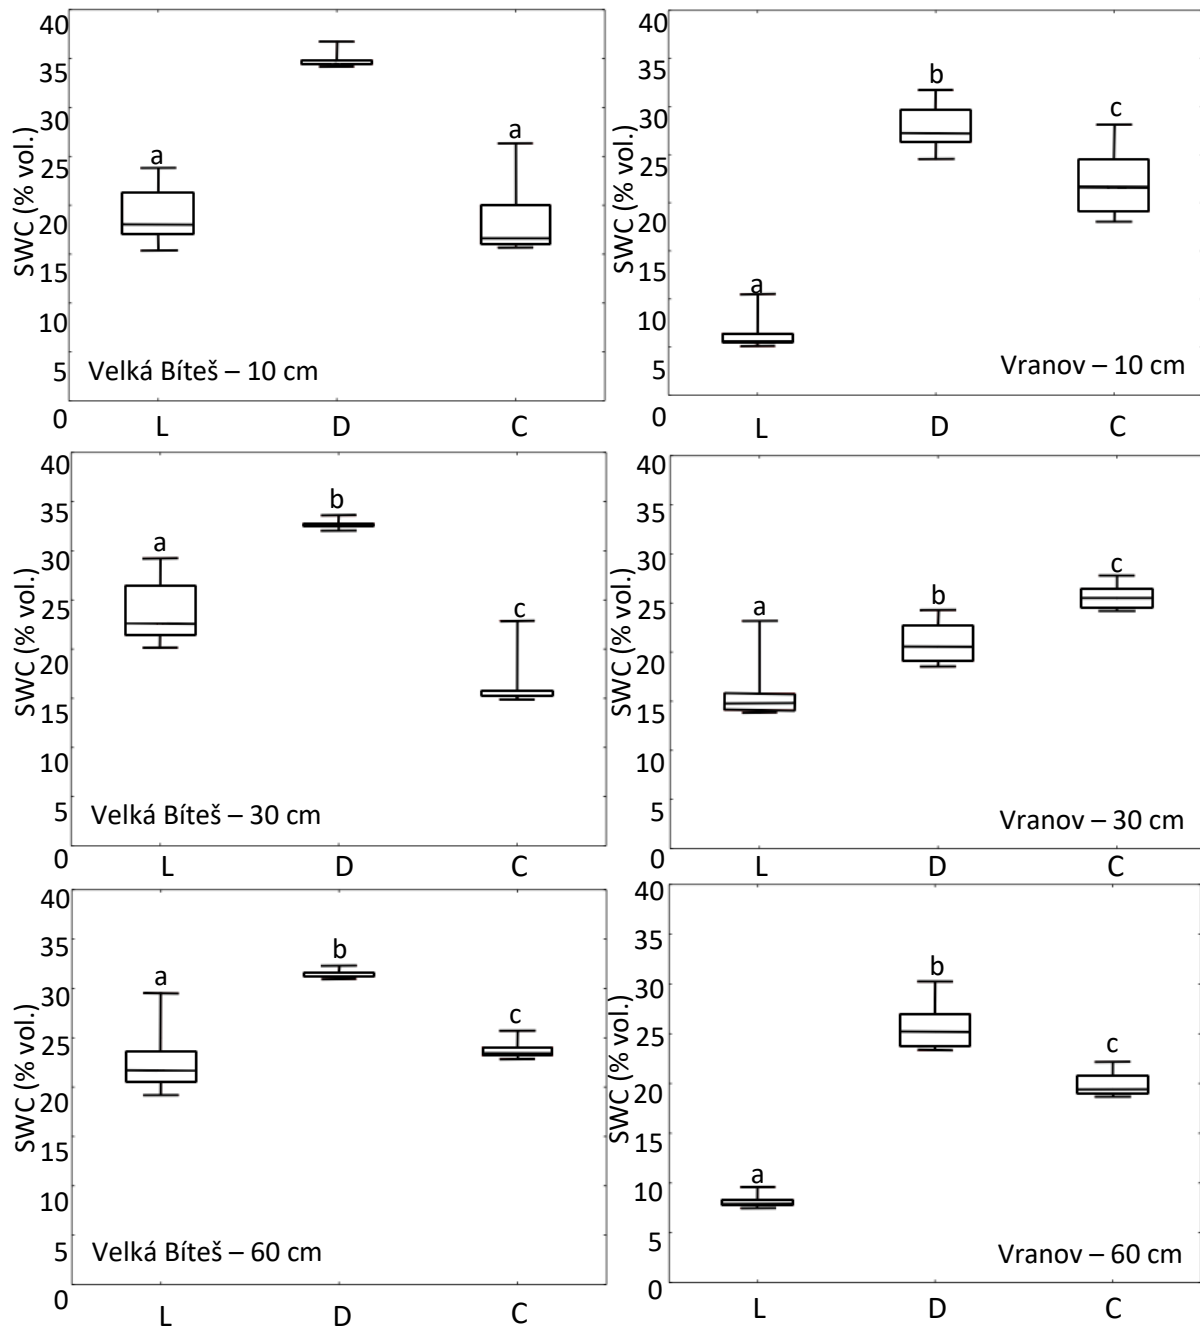 40
35
30
25
20
15
10
5
0
SWC (% vol.)
a
a
Velká Bíteš – 10 cm
L D C
40
35
30
25
20
15
10
5
0
SWC (% vol.)
a
b
c
Vranov – 10 cm
L D C
40
35
30
25
20
15
10
5
0
SWC (% vol.)
a
b
c
Velká Bíteš – 30 cm
L D C
40
35
30
25
20
15
10
5
0
SWC (% vol.)
a
b
c
Vranov – 30 cm
L D C
40
35
30
25
20
15
10
5
0
SWC (% vol.)
a
b
c
Velká Bíteš – 60 cm
L D C
40
35
30
25
20
15
10
5
0
SWC (% vol.)
a
b
c
Vranov – 60 cm
L D C